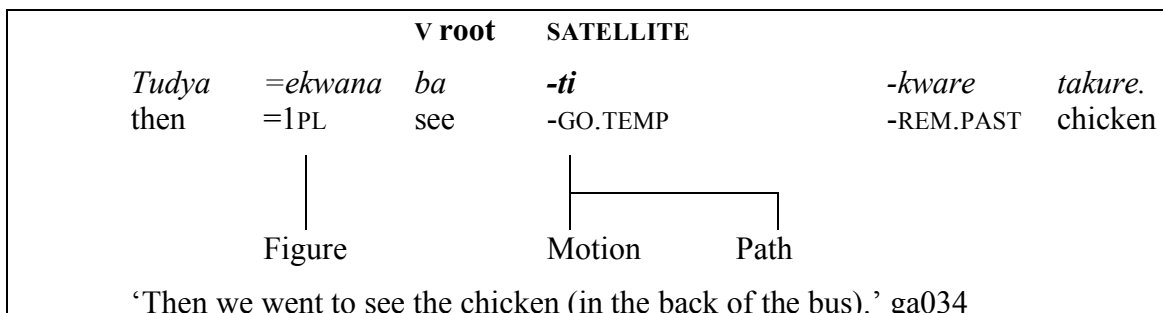 V root SATELLITE
Tudya =ekwana ba -ti -kware takure.
then =1PL see -GO.TEMP -REM.PAST chicken
Figure Motion Path
‘Then we went to see the chicken (in the back of the bus).’ ga034